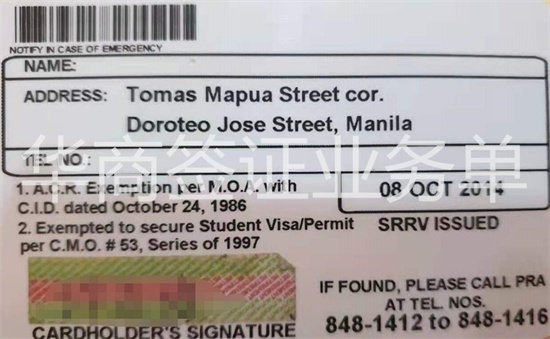 NOTIFY IN CASE OF EMERGENCY
NAME:
ADDRESS: Tomas Mapua Street cor.
Doroteo Jose Street, Manila
TEL NO.:
华商签证业务单
1. A.C.R. Exemption per M.O.A. with
C.I.D. dated October 24, 1986
2. Exempted to secure Student Visa/Permit
per C.M.O. # 53, Series of 1997
08 OCT 2014
SRRV ISSUED
CARDHOLDER'S SIGNATURE
IF FOUND, PLEASE CALL PRA
AT TEL. NOS.
848-1412 to 848-1416